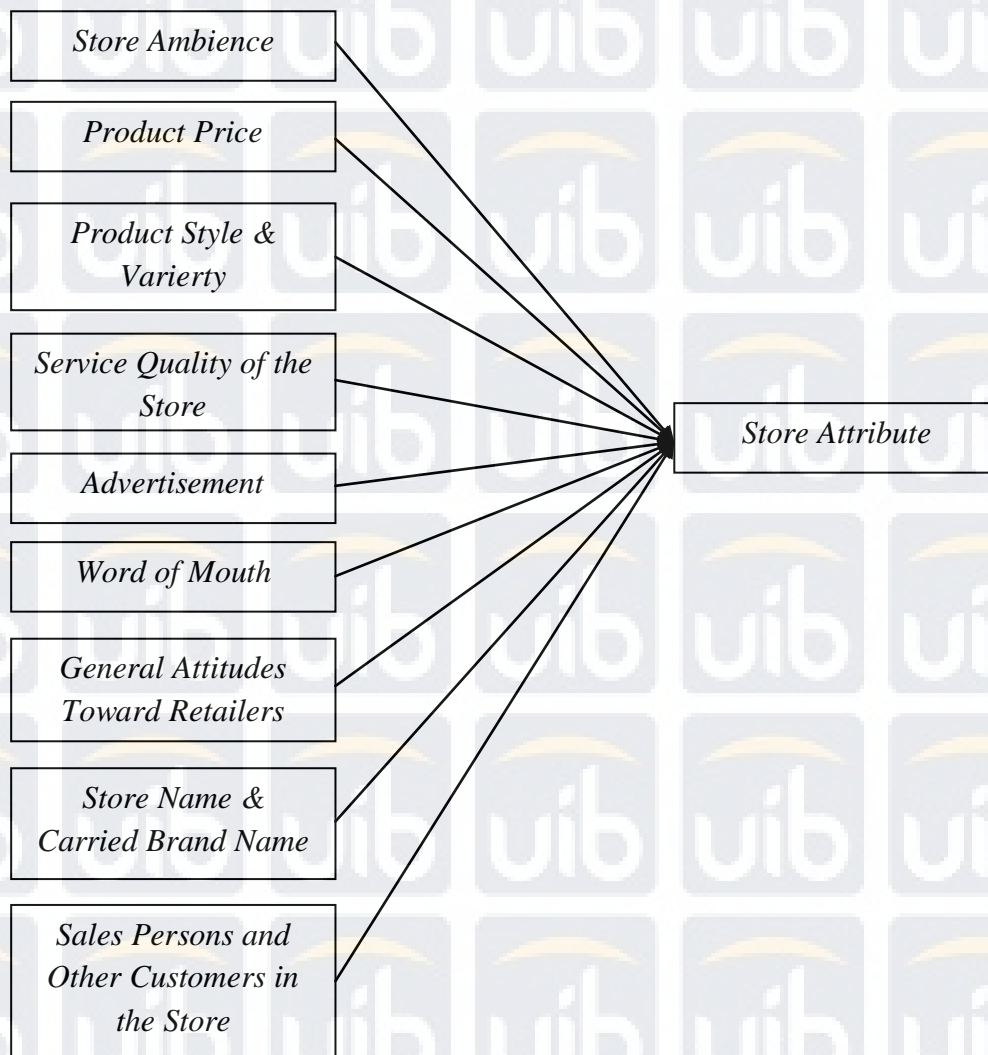 Store Ambience
Product Price
Product Style &
Varierty
Service Quality of the
Store
Advertisement
Word of Mouth
General Attitudes
Toward Retailers
Store Name &
Carried Brand Name
Sales Persons and
Other Customers in
the Store
Store Attribute
uib